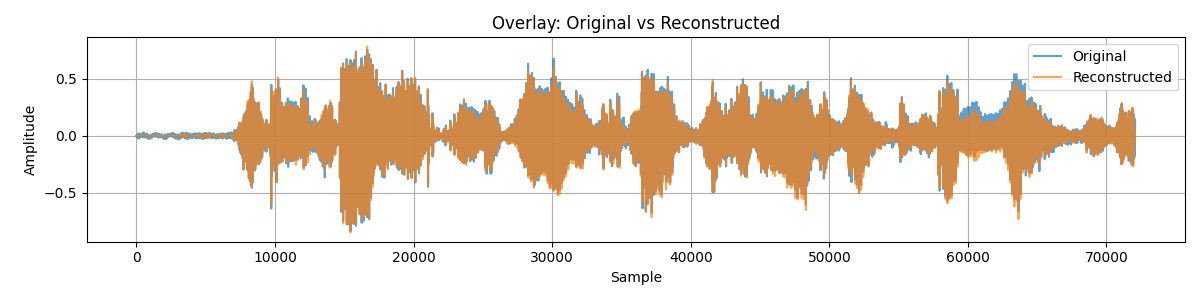 Overlay: Original vs Reconstructed
Original
Reconstructed
Amplitude
0.5
0.0
−0.5
0 10000 20000 30000 40000 50000 60000 70000
Sample